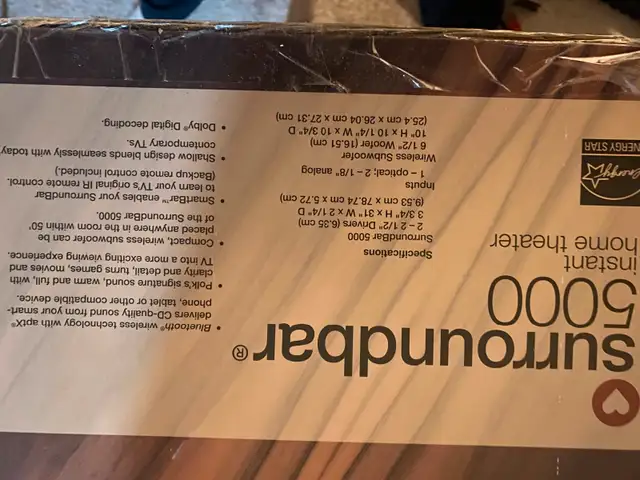 surroundbar®
5000
instant
home theater
energy
ENERGY STAR
Specifications
SurroundBar 5000
2 – 2 1/2" Drivers (6.35 cm)
3 3/4" H x 31" W x 2 1/4" D
(9.53 cm x 78.74 cm x 5.72 cm)
Inputs
1 – optical; 2 – 1/8" analog
Wireless Subwoofer
6 1/2" Woofer (16.51 cm)
10" H x 10 1/4" W x 10 3/4" D
(25.4 cm x 26.04 cm x 27.31 cm)
• Bluetooth® wireless technology with aptX®
delivers CD-quality sound from your smart-
phone, tablet or other compatible device.
• Polk's signature sound, warm and full, with
clarity and detail, turns games, movies and
TV into a more exciting viewing experience.
• Compact, wireless subwoofer can be
placed anywhere in the room within 50'
of the SurroundBar 5000.
• SmartBar™ enables your SurroundBar
to learn your TV's original IR remote control.
(Backup remote control included.)
• Shallow design blends seamlessly with today
contemporary TVs.
• Dolby® Digital decoding.